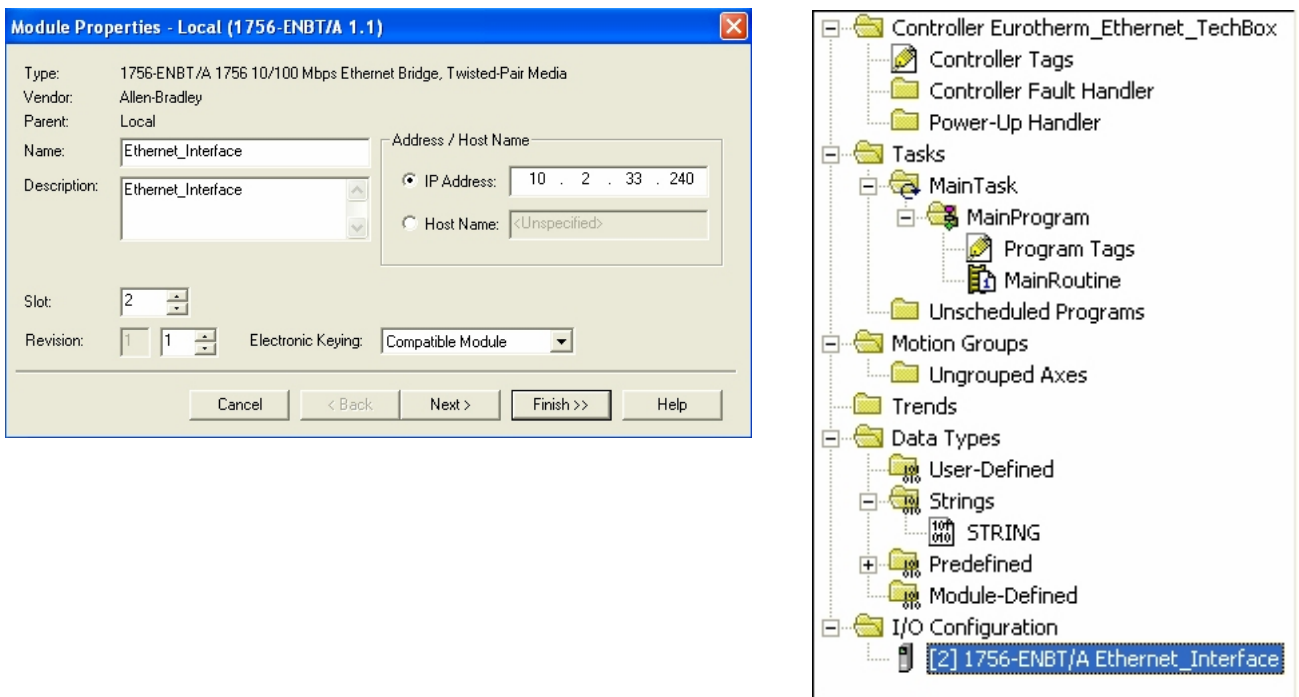 Module Properties - Local (1756-ENBT/A 1.1)
Type: 1756-ENBT/A 1756 10/100 Mbps Ethernet Bridge, Twisted-Pair Media
Vendor: Allen-Bradley
Parent: Local
Name: Ethernet_Interface
Description: Ethernet_Interface
Address / Host Name
IP Address: 10 . 2 . 33 . 240
Host Name: <Unspecified>
Slot: 2
Revision: 1 1 Electronic Keying: Compatible Module
Cancel < Back Next > Finish >> Help
Controller Eurotherm_Ethernet_TechBox
Controller Tags
Controller Fault Handler
Power-Up Handler
Tasks
MainTask
MainProgram
Program Tags
MainRoutine
Unscheduled Programs
Motion Groups
Ungrouped Axes
Trends
Data Types
User-Defined
Strings
STRING
Predefined
Module-Defined
I/O Configuration
[2] 1756-ENBT/A Ethernet_Interface